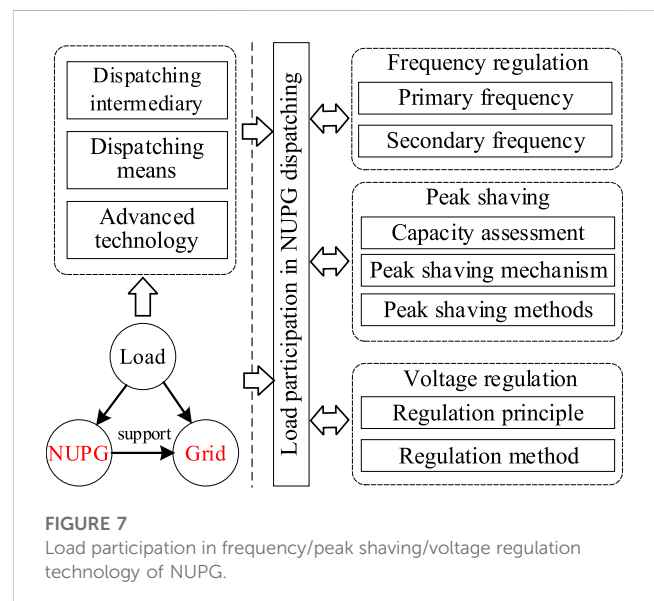 Dispatching
intermediary
Dispatching
means
Advanced
technology
Load
NUPG
support
Grid
Load participation in NUPG dispatching
Frequency regulation
Primary frequency
Secondary frequency
Peak shaving
Capacity assessment
Peak shaving mechanism
Peak shaving methods
Voltage regulation
Regulation principle
Regulation method
FIGURE 7
Load participation in frequency/peak shaving/voltage regulation
technology of NUPG.